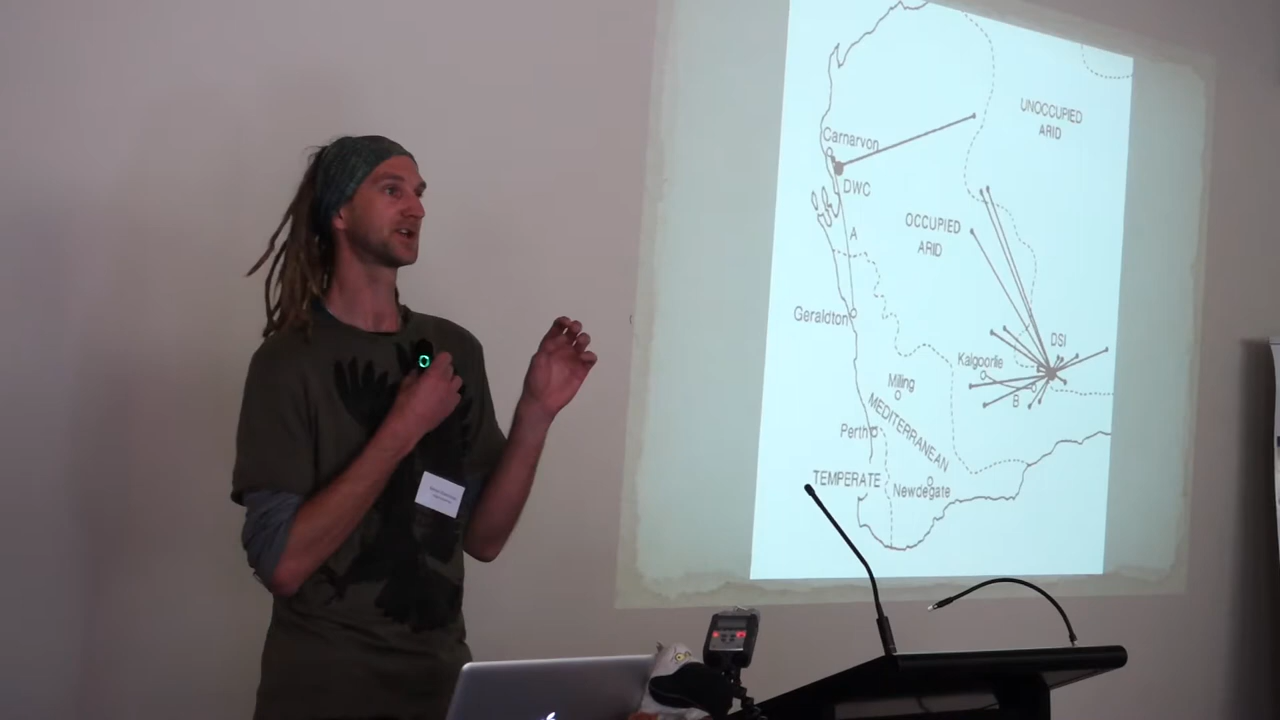 UNOCCUPIED
ARID
Carnarvon
DWC
OCCUPIED
ARID
A
Geraldton
DSI
Kalgoorlie
Milling
B
MEDITERRANEAN
Perth
TEMPERATE
Newdegate